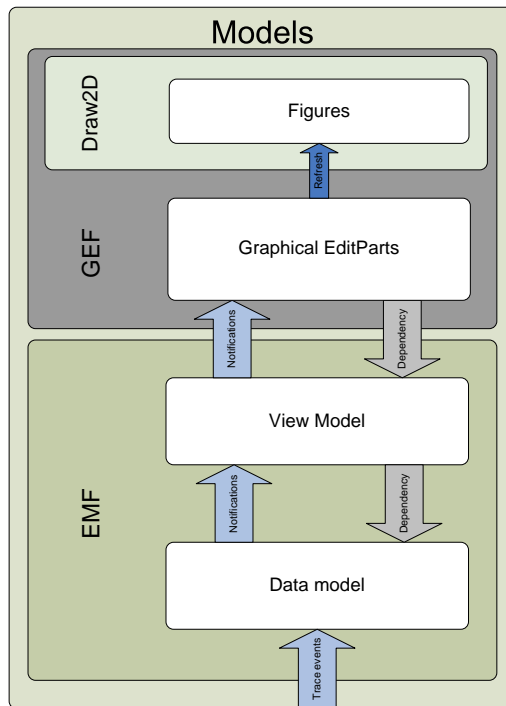 Models
Draw2D
Figures
Refresh
GEF
Graphical EditParts
Notifications
Dependency
View Model
EMF
Notifications
Dependency
Data model
Trace events